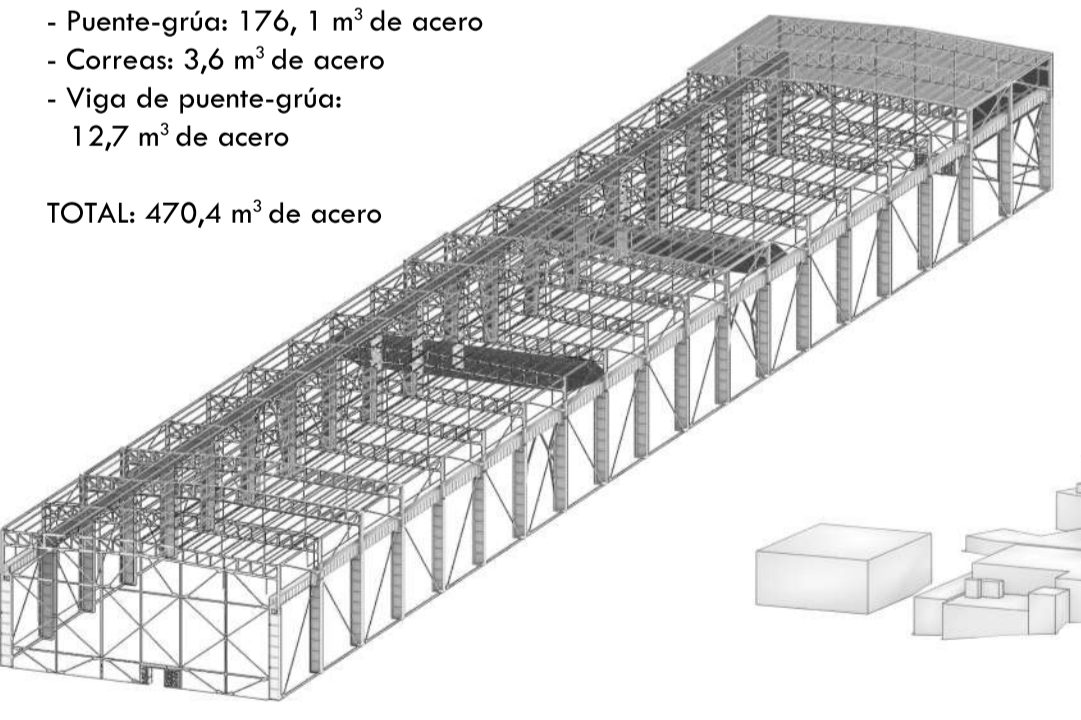 - Puente-grúa: 176, 1 m³ de acero
- Correas: 3,6 m³ de acero
- Viga de puente-grúa:
12,7 m³ de acero
TOTAL: 470,4 m³ de acero